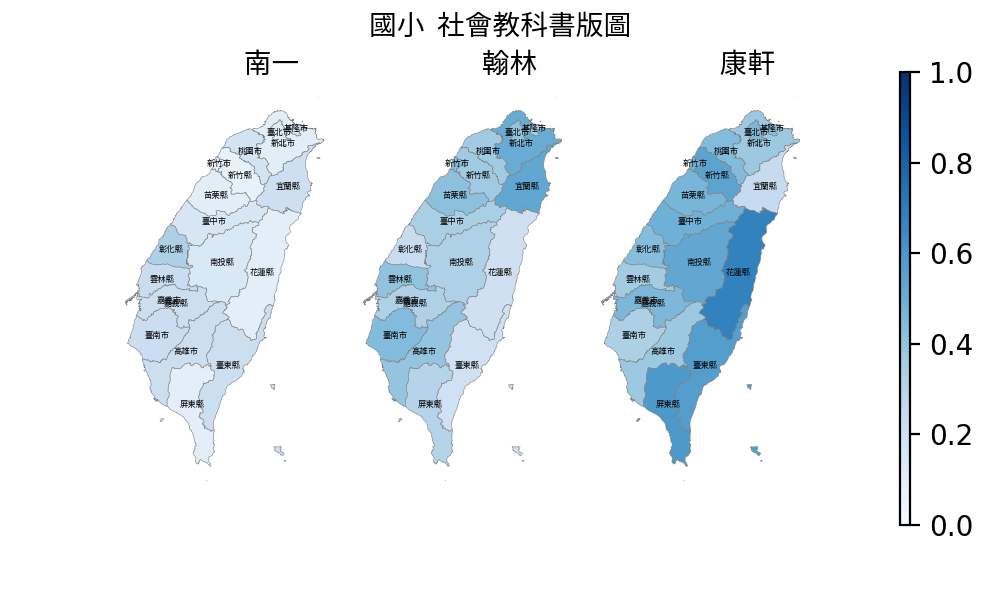 國小 社會教科書版圖
南一
翰林
康軒
基隆市
臺北市
新北市
桃園市
新竹市
新竹縣
宜蘭縣
苗栗縣
臺中市
彰化縣
南投縣
花蓮縣
雲林縣
嘉義縣
臺南市
高雄市
臺東縣
屏東縣
基隆市
臺北市
新北市
桃園市
新竹市
新竹縣
宜蘭縣
苗栗縣
臺中市
彰化縣
南投縣
花蓮縣
雲林縣
嘉義縣
臺南市
高雄市
臺東縣
屏東縣
基隆市
臺北市
新北市
桃園市
新竹市
新竹縣
宜蘭縣
苗栗縣
臺中市
彰化縣
南投縣
花蓮縣
雲林縣
嘉義縣
臺南市
高雄市
臺東縣
屏東縣
1.0
0.8
0.6
0.4
0.2
0.0